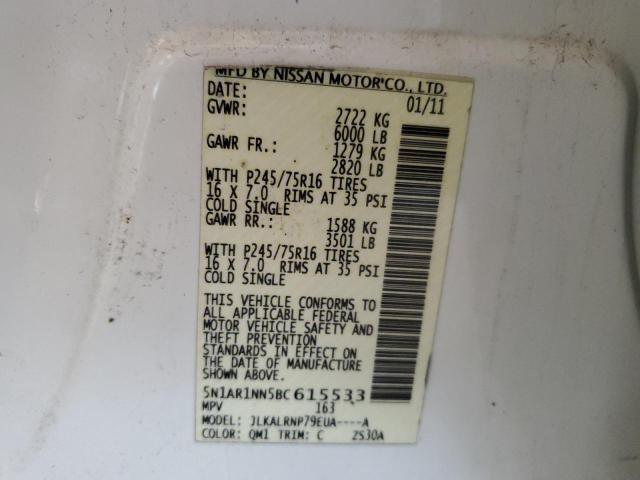 MFD BY NISSAN MOTOR CO., LTD.
DATE: 01/11
GVWR: 2722 KG
6000 LB
GAWR FR.: 1279 KG
2820 LB
WITH P245/75R16 TIRES
16 X 7.0 RIMS AT 35 PSI
COLD SINGLE
GAWR RR.: 1588 KG
3501 LB
WITH P245/75R16 TIRES
16 X 7.0 RIMS AT 35 PSI
COLD SINGLE
THIS VEHICLE CONFORMS TO
ALL APPLICABLE FEDERAL
MOTOR VEHICLE SAFETY AND
THEFT PREVENTION
STANDARDS IN EFFECT ON
THE DATE OF MANUFACTURE
SHOWN ABOVE.
5N1AR1NN5BC615533
MPV 163
MODEL: JLKALRNP79EUA----A
COLOR: QM1 TRIM: C 2S30A